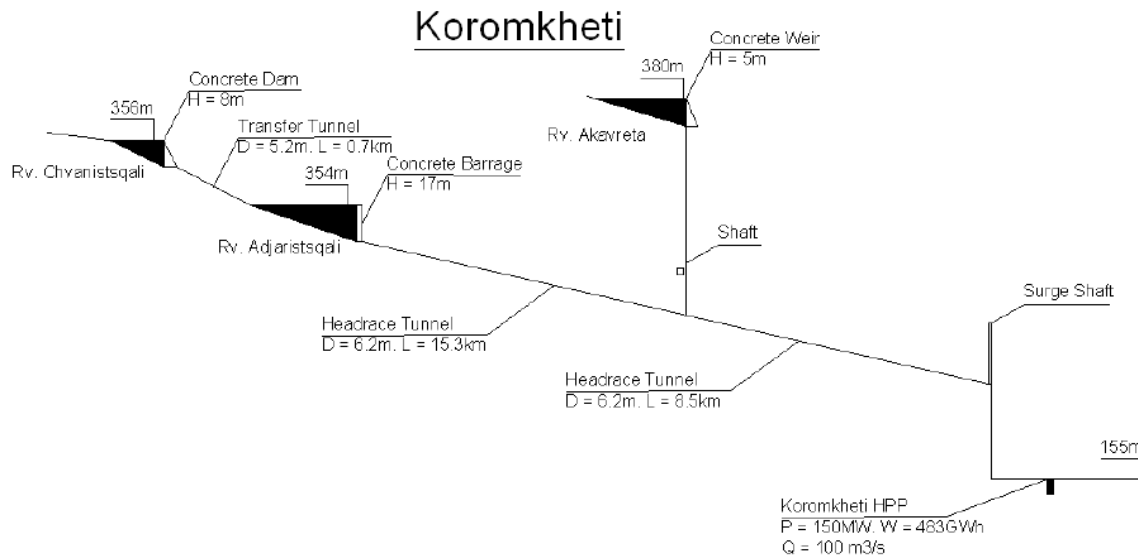 Koromkheti
Concrete Weir
H = 5m
380m
Rv. Akavreta
Concrete Dam
H = 9m
356m
Rv. Chvanistsqali
Transfer Tunnel
D = 5.2m. L = 0.7km
Concrete Barrage
H = 17m
354m
Rv. Adjaristsqali
Shaft
Surge Shaft
Headrace Tunnel
D = 6.2m. L = 15.3km
Headrace Tunnel
D = 6.2m. L = 8.5km
155m
Koromkheti HPP
P = 150MW. W = 483GWh
Q = 100 m3/s